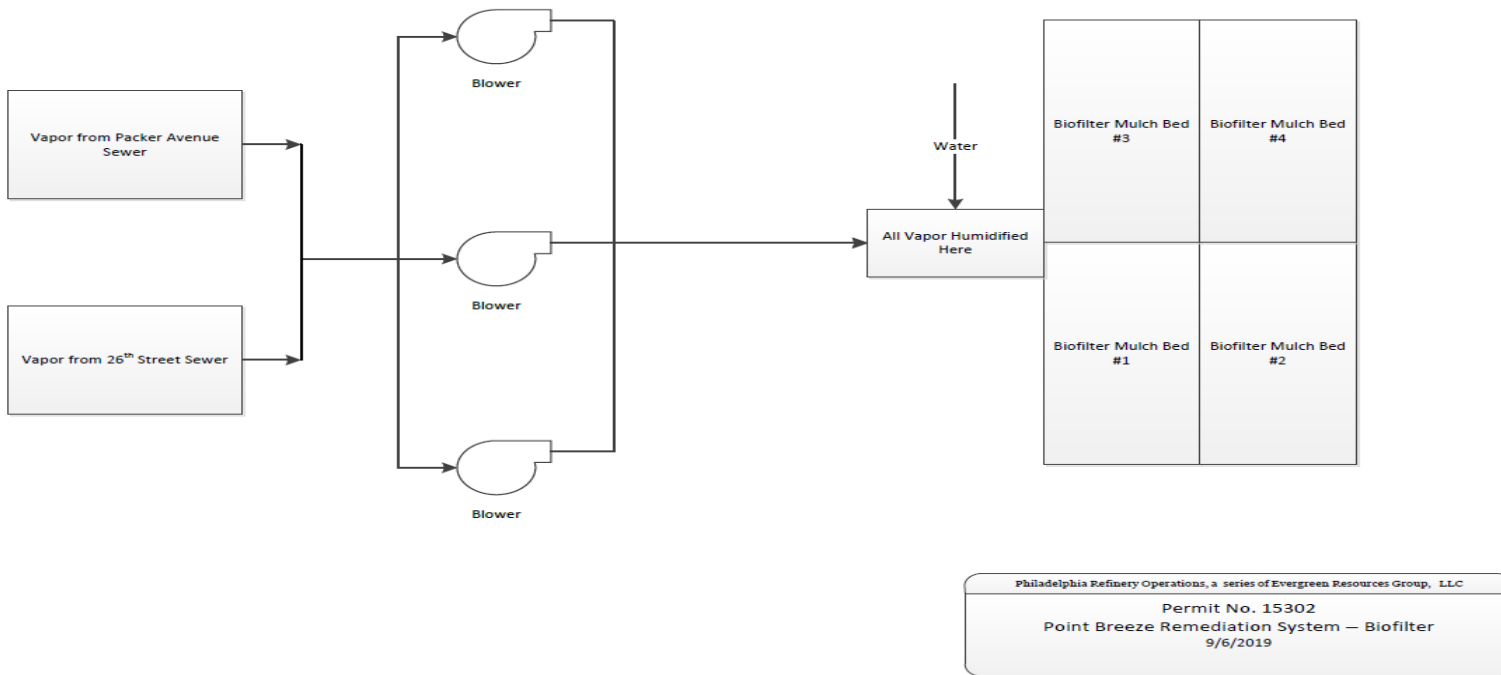 Blower
Vapor from Packer Avenue
Sewer
Blower
Vapor from 26th Street Sewer
Blower
Water
All Vapor Humidified
Here
Biofilter Mulch Bed
#3
Biofilter Mulch Bed
#4
Biofilter Mulch Bed
#1
Biofilter Mulch Bed
#2
Philadelphia Refinery Operations, a series of Evergreen Resources Group, LLC
Permit No. 15302
Point Breeze Remediation System – Biofilter
9/6/2019